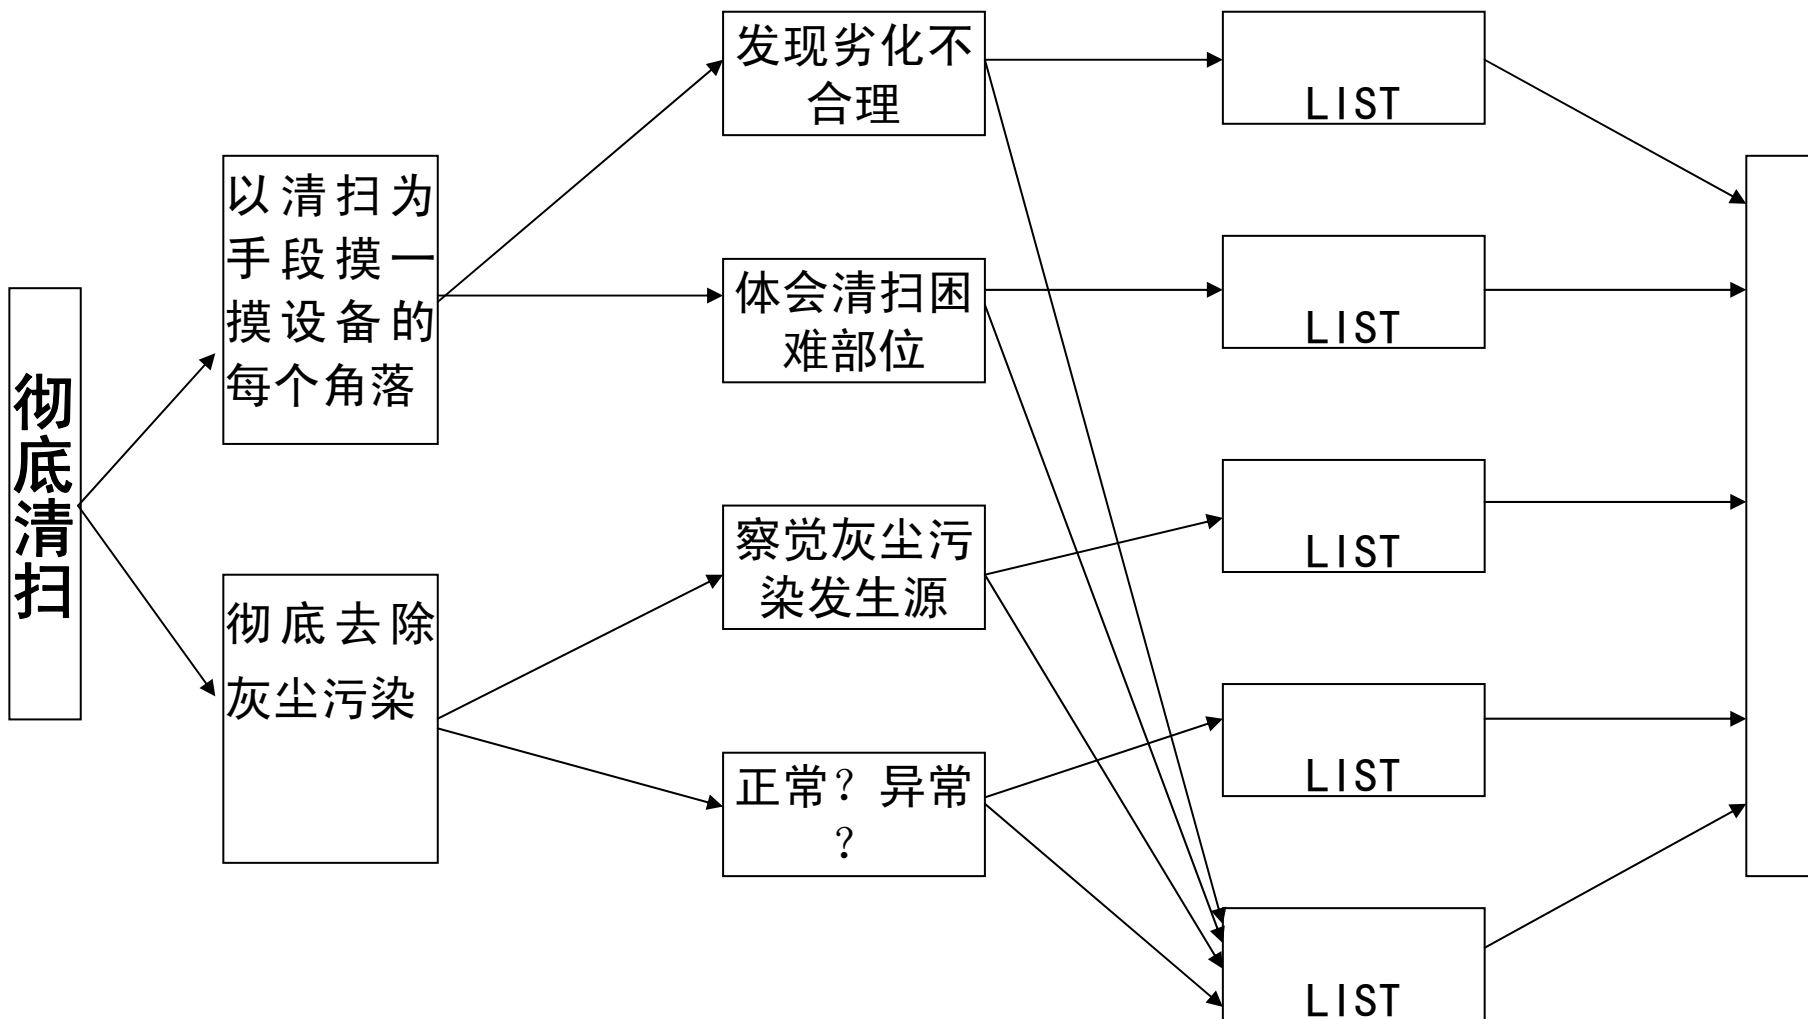 彻底清扫
以清扫为
手段摸一
摸设备的
每个角落
彻底去除
灰尘污染
发现劣化不
合理
体会清扫困
难部位
察觉灰尘污
染发生源
正常？异常
？
LIST
LIST
LIST
LIST
LIST